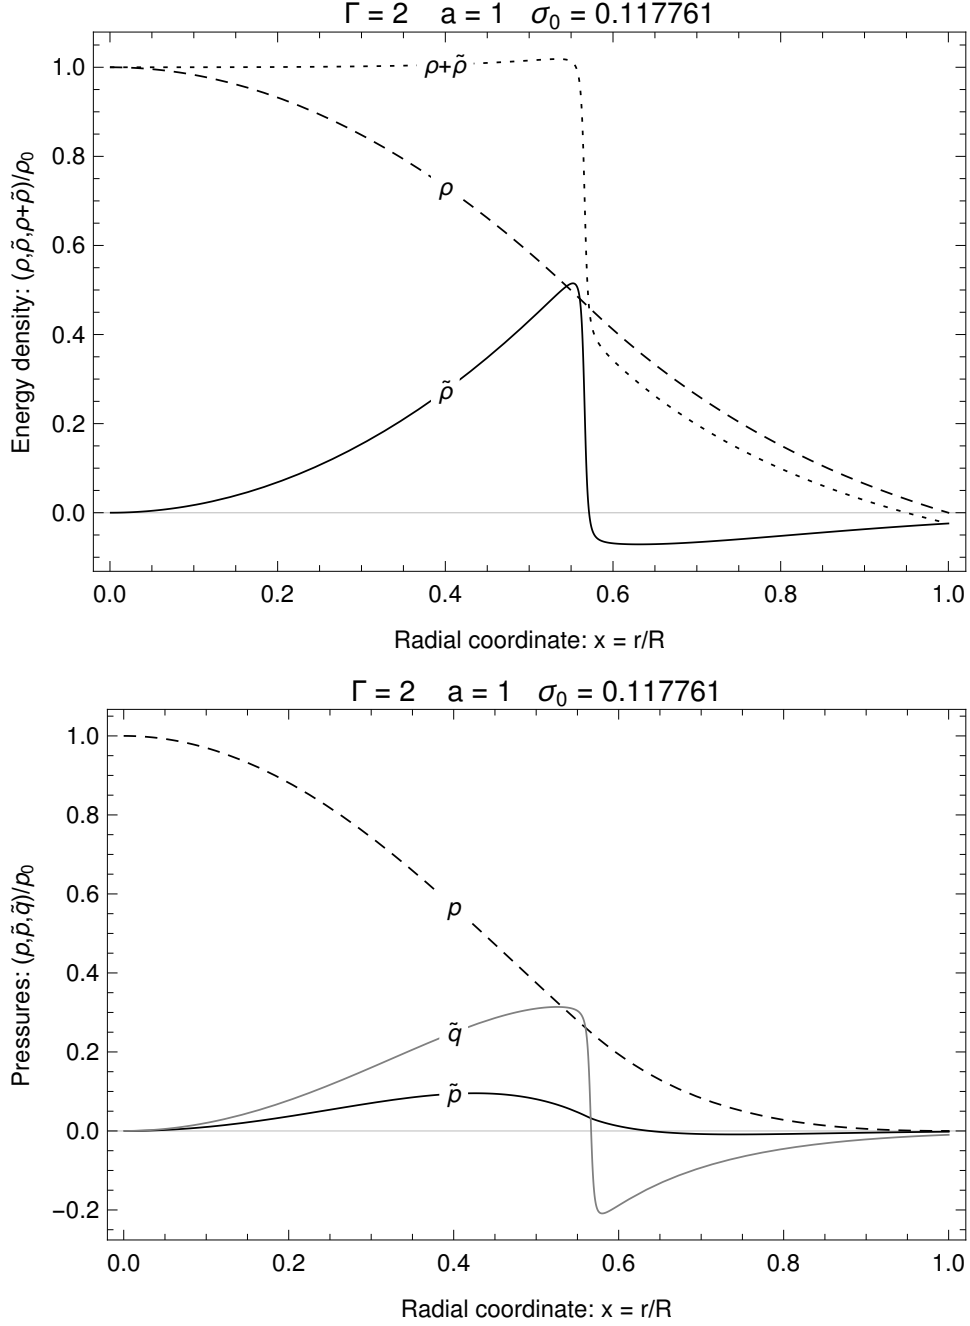 Γ = 2 a = 1 σ₀ = 0.117761
Energy density: (ρ,ρ̃,ρ+ρ̃)/ρ₀
1.0
0.8
0.6
0.4
0.2
0.0
ρ+ρ̃
ρ
ρ̃
0.0 0.2 0.4 0.6 0.8 1.0
Radial coordinate: x = r/R
Γ = 2 a = 1 σ₀ = 0.117761
Pressures: (p,p̃,q̃)/p₀
1.0
0.8
0.6
0.4
0.2
0.0
−0.2
p
q̃
p̃
0.0 0.2 0.4 0.6 0.8 1.0
Radial coordinate: x = r/R